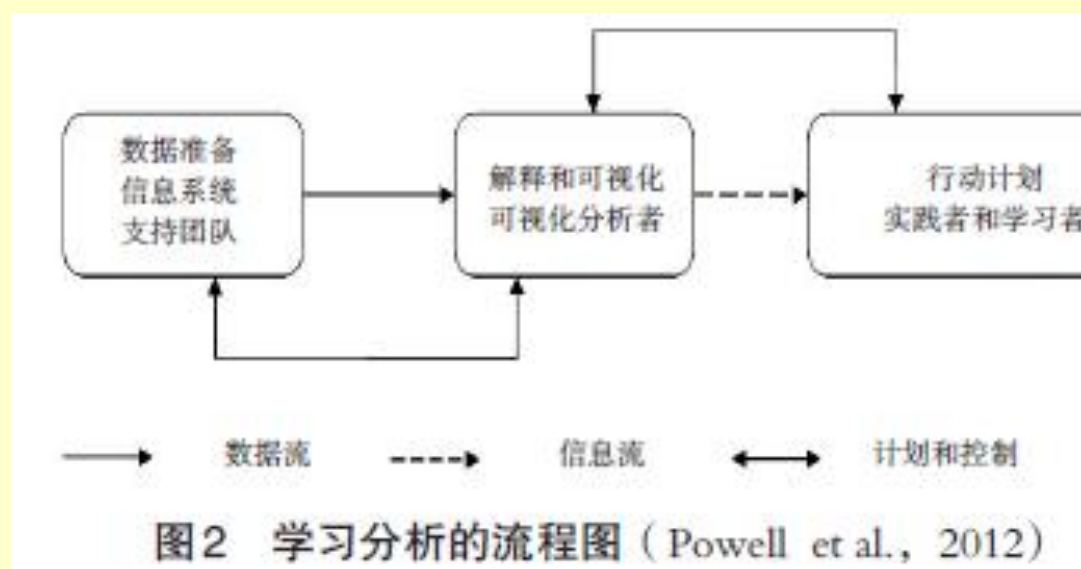 数据准备
信息系统
支持团队
解释和可视化
可视化分析者
行动计划
实践者和学习者
数据流
信息流
计划和控制
图2 学习分析的流程图（Powell et al., 2012）